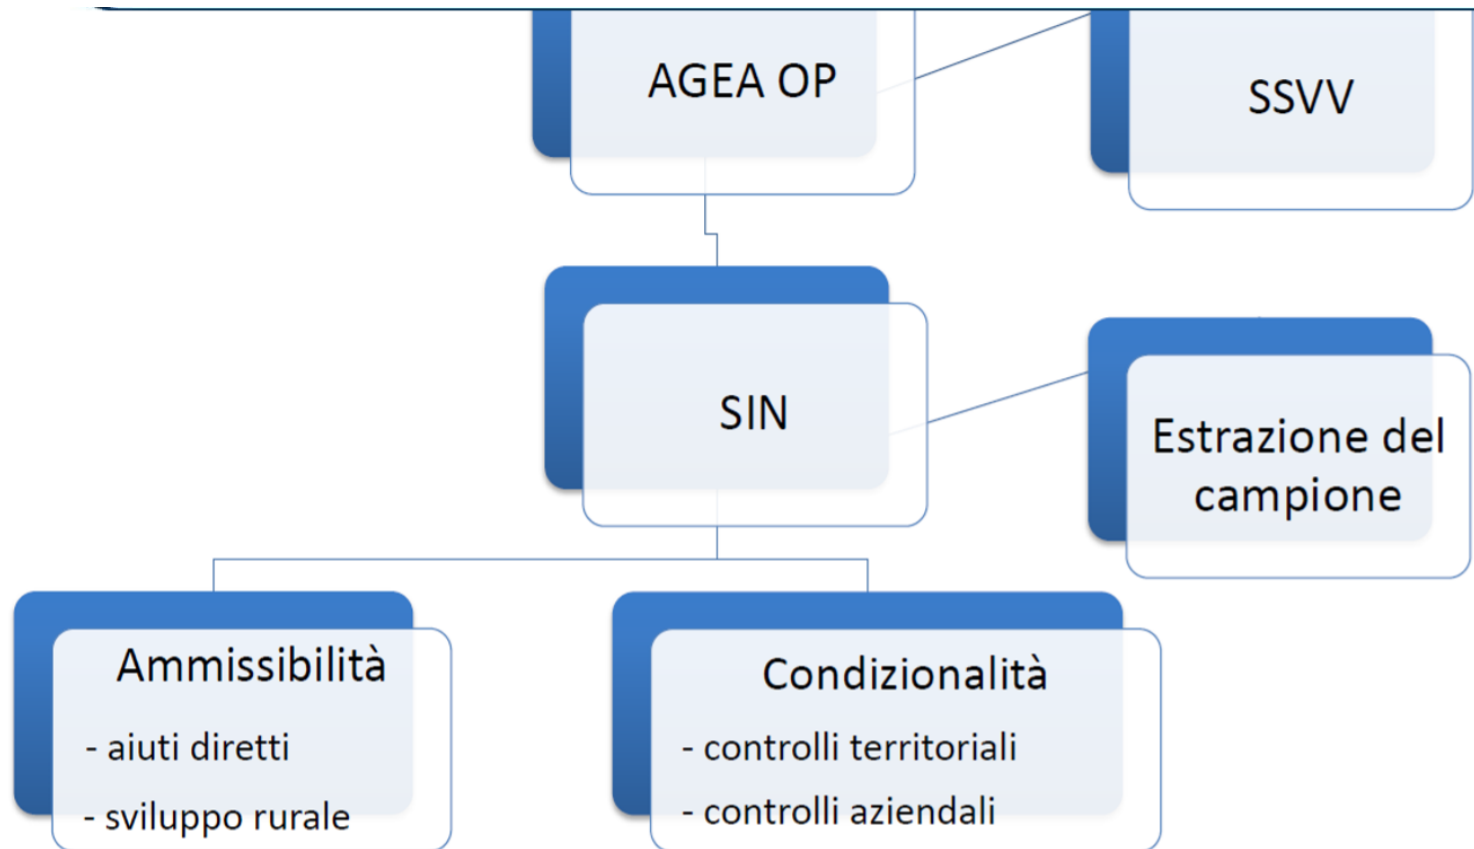 AGEA OP
SSVV
SIN
Estrazione del
campione
Ammissibilità
- aiuti diretti
- sviluppo rurale
Condizionalità
- controlli territoriali
- controlli aziendali